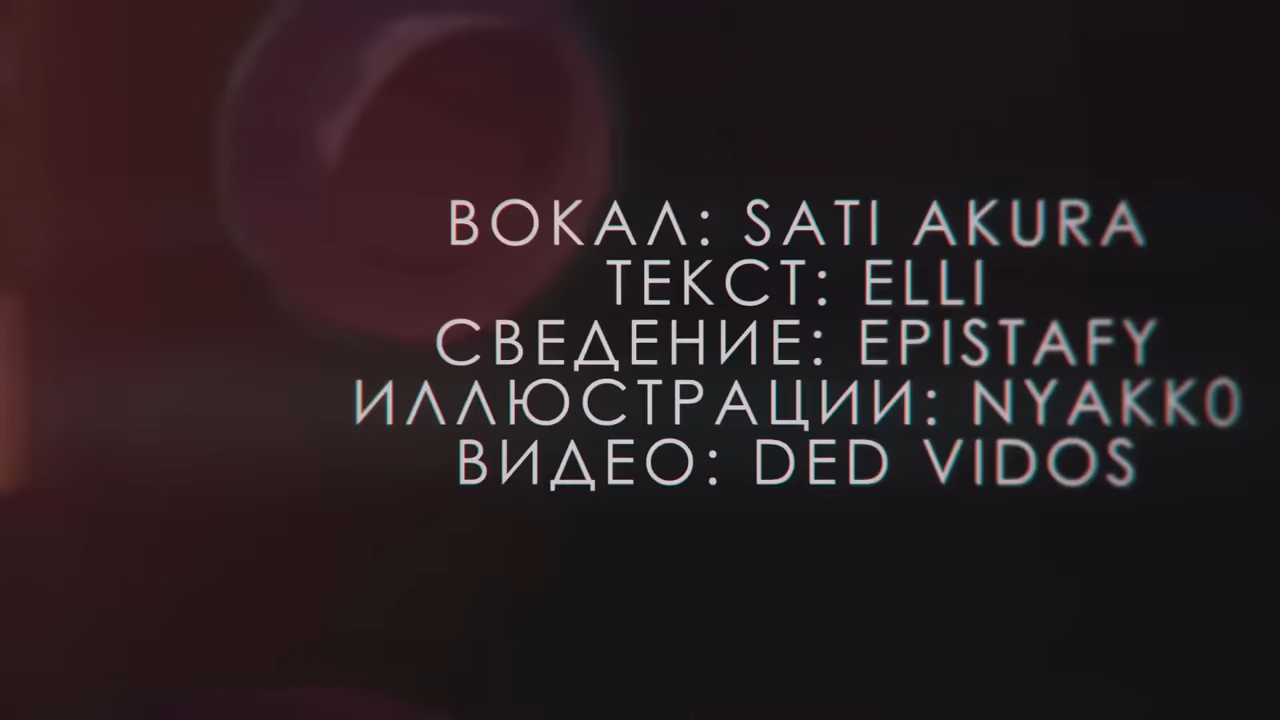 ВОКАЛ: SATI AKURA
ТЕКСТ: ELLI
СВЕДЕНИЕ: EPISTAFY
ИЛЛЮСТРАЦИИ: NYAKK0
ВИДЕО: DED VIDOS